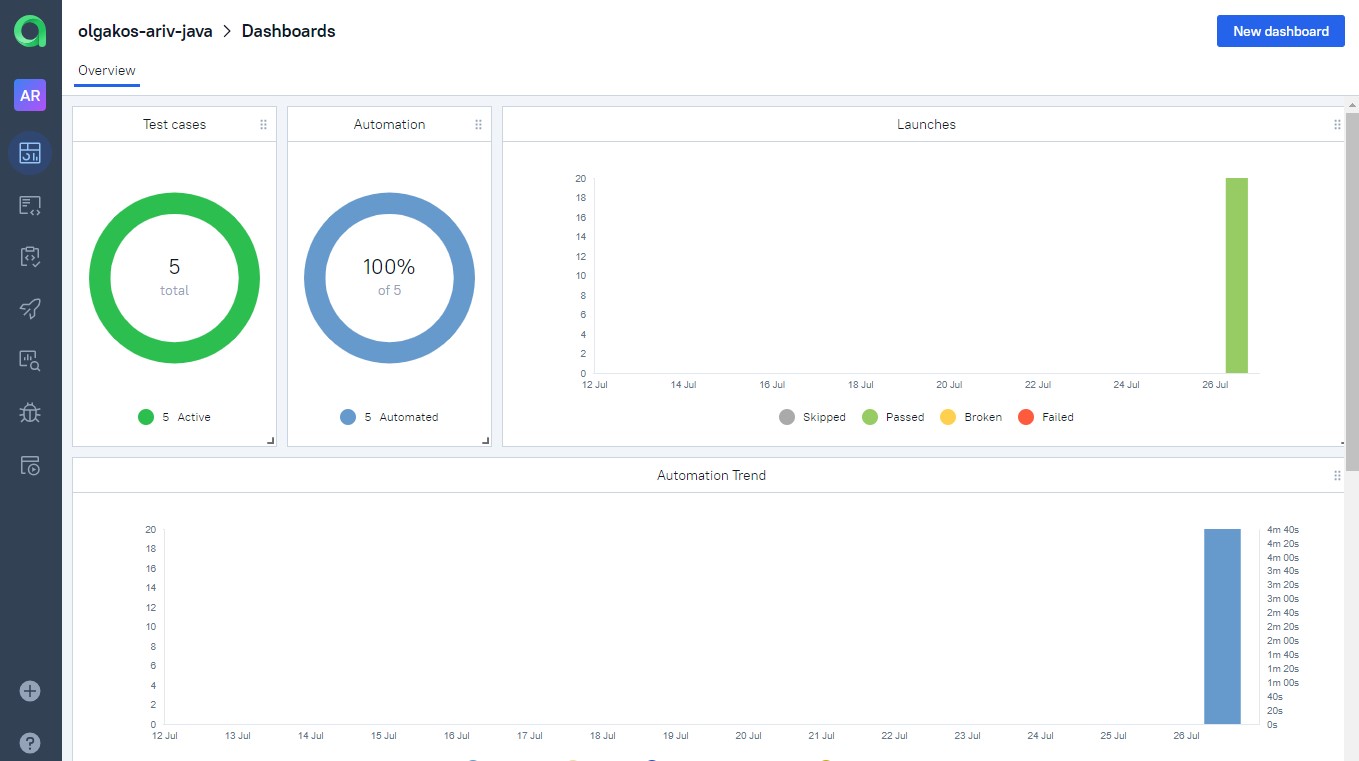 olgakos-ariv-java > Dashboards
New dashboard
Overview
AR
Test cases
5
total
5 Active
Automation
100%
of 5
5 Automated
Launches
20
18
16
14
12
10
8
6
4
2
0
12 Jul 14 Jul 16 Jul 18 Jul 20 Jul 22 Jul 24 Jul 26 Jul
Skipped Passed Broken Failed
Automation Trend
20
18
16
14
12
10
8
6
4
2
0
4m 40s
4m 20s
4m 00s
3m 40s
3m 20s
3m 00s
2m 40s
2m 20s
2m 00s
1m 40s
1m 20s
1m 00s
40s
20s
0s
12 Jul 13 Jul 14 Jul 15 Jul 16 Jul 17 Jul 18 Jul 19 Jul 20 Jul 21 Jul 22 Jul 23 Jul 24 Jul 25 Jul 26 Jul
?